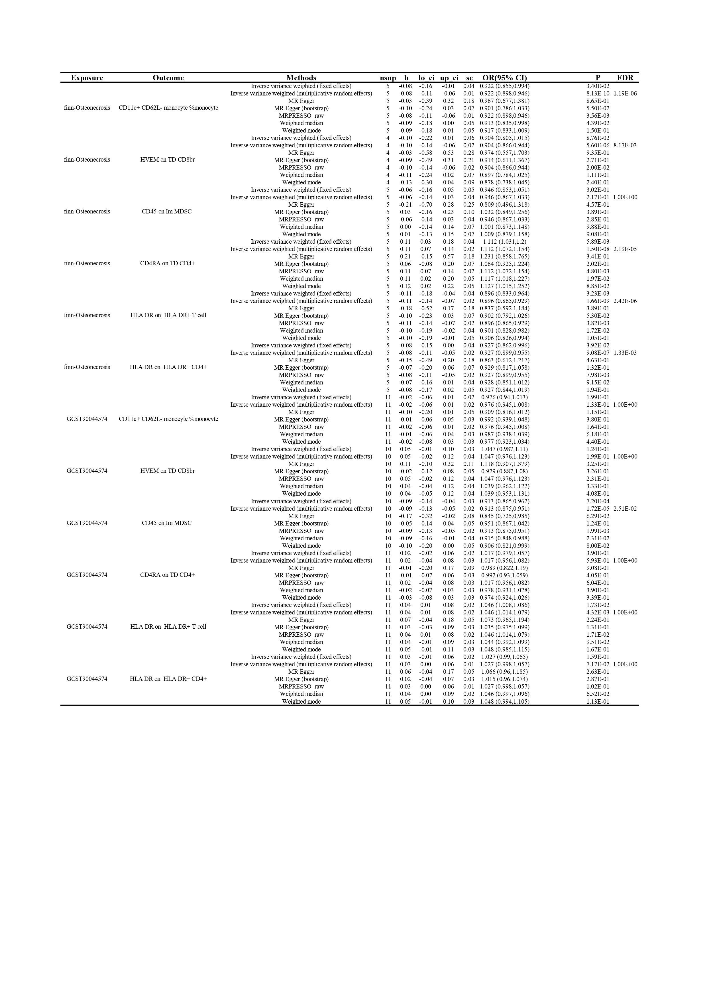 Exposure Outcome Methods nsnp b lo_ci up_ci se OR(95% CI) P FDR
Inverse variance weighted (fixed effects) 5 -0.08 -0.16 -0.01 0.04 0.922 (0.855,0.994) 3.40E-02
Inverse variance weighted (multiplicative random effects) 5 -0.08 -0.11 -0.06 0.01 0.922 (0.898,0.946) 8.13E-10 1.19E-06
MR Egger 5 -0.03 -0.39 0.32 0.18 0.967 (0.677,1.381) 8.65E-01
finn-Osteonecrosis CD11c+ CD62L- monocyte %monocyte MR Egger (bootstrap) 5 -0.10 -0.24 0.03 0.07 0.901 (0.786,1.033) 5.50E-02
MRPRESSO_raw 5 -0.08 -0.11 -0.06 0.01 0.922 (0.898,0.946) 3.56E-03
Weighted median 5 -0.09 -0.18 0.00 0.05 0.913 (0.835,0.998) 4.39E-02
Weighted mode 5 -0.09 -0.18 0.01 0.05 0.917 (0.833,1.009) 1.50E-01
Inverse variance weighted (fixed effects) 4 -0.10 -0.22 0.01 0.06 0.904 (0.805,1.015) 8.76E-02
Inverse variance weighted (multiplicative random effects) 4 -0.10 -0.14 -0.06 0.02 0.904 (0.866,0.944) 5.60E-06 8.17E-03
MR Egger 4 -0.03 -0.58 0.53 0.28 0.974 (0.557,1.703) 9.35E-01
finn-Osteonecrosis HVEM on TD CD8br MR Egger (bootstrap) 4 -0.09 -0.49 0.31 0.21 0.914 (0.611,1.367) 2.71E-01
MRPRESSO_raw 4 -0.10 -0.14 -0.06 0.02 0.904 (0.866,0.944) 2.00E-02
Weighted median 4 -0.11 -0.24 0.02 0.07 0.897 (0.784,1.025) 1.11E-01
Weighted mode 4 -0.13 -0.30 0.04 0.09 0.878 (0.738,1.045) 2.40E-01
Inverse variance weighted (fixed effects) 5 -0.06 -0.16 0.05 0.05 0.946 (0.853,1.051) 3.02E-01
Inverse variance weighted (multiplicative random effects) 5 -0.06 -0.14 0.03 0.04 0.946 (0.867,1.033) 2.17E-01 1.00E+00
MR Egger 5 -0.21 -0.70 0.28 0.25 0.809 (0.496,1.318) 4.57E-01
finn-Osteonecrosis CD45 on Im MDSC MR Egger (bootstrap) 5 0.03 -0.16 0.23 0.10 1.032 (0.849,1.256) 3.89E-01
MRPRESSO_raw 5 -0.06 -0.14 0.03 0.04 0.946 (0.867,1.033) 2.85E-01
Weighted median 5 0.00 -0.14 0.14 0.07 1.001 (0.873,1.148) 9.88E-01
Weighted mode 5 0.01 -0.13 0.15 0.07 1.009 (0.879,1.158) 9.08E-01
Inverse variance weighted (fixed effects) 5 0.11 0.03 0.18 0.04 1.112 (1.031,1.2) 5.89E-03
Inverse variance weighted (multiplicative random effects) 5 0.11 0.07 0.14 0.02 1.112 (1.072,1.154) 1.50E-08 2.19E-05
MR Egger 5 0.21 -0.15 0.57 0.18 1.231 (0.858,1.765) 3.41E-01
finn-Osteonecrosis CD4RA on TD CD4+ MR Egger (bootstrap) 5 0.06 -0.08 0.20 0.07 1.064 (0.925,1.224) 2.02E-01
MRPRESSO_raw 5 0.11 0.07 0.14 0.02 1.112 (1.072,1.154) 4.80E-03
Weighted median 5 0.11 0.02 0.20 0.05 1.117 (1.018,1.227) 1.97E-02
Weighted mode 5 0.12 0.02 0.22 0.05 1.127 (1.015,1.252) 8.85E-02
Inverse variance weighted (fixed effects) 5 -0.11 -0.18 -0.04 0.04 0.896 (0.833,0.964) 3.23E-03
Inverse variance weighted (multiplicative random effects) 5 -0.11 -0.14 -0.07 0.02 0.896 (0.865,0.929) 1.66E-09 2.42E-06
MR Egger 5 -0.18 -0.52 0.17 0.18 0.837 (0.592,1.184) 3.89E-01
finn-Osteonecrosis HLA DR on HLA DR+ T cell MR Egger (bootstrap) 5 -0.10 -0.23 0.03 0.07 0.902 (0.792,1.026) 5.30E-02
MRPRESSO_raw 5 -0.11 -0.14 -0.07 0.02 0.896 (0.865,0.929) 3.82E-03
Weighted median 5 -0.10 -0.19 -0.02 0.04 0.901 (0.828,0.982) 1.72E-02
Weighted mode 5 -0.10 -0.19 -0.01 0.05 0.906 (0.826,0.994) 1.05E-01
Inverse variance weighted (fixed effects) 5 -0.08 -0.15 0.00 0.04 0.927 (0.862,0.996) 3.92E-02
Inverse variance weighted (multiplicative random effects) 5 -0.08 -0.11 -0.05 0.02 0.927 (0.899,0.955) 9.08E-07 1.33E-03
MR Egger 5 -0.15 -0.49 0.20 0.18 0.863 (0.612,1.217) 4.63E-01
finn-Osteonecrosis HLA DR on HLA DR+ CD4+ MR Egger (bootstrap) 5 -0.07 -0.20 0.06 0.07 0.929 (0.817,1.058) 1.32E-01
MRPRESSO_raw 5 -0.08 -0.11 -0.05 0.02 0.927 (0.899,0.955) 7.98E-03
Weighted median 5 -0.07 -0.16 0.01 0.04 0.928 (0.851,1.012) 9.15E-02
Weighted mode 5 -0.08 -0.17 0.02 0.05 0.927 (0.844,1.019) 1.94E-01
Inverse variance weighted (fixed effects) 11 -0.02 -0.06 0.01 0.02 0.976 (0.94,1.013) 1.99E-01
Inverse variance weighted (multiplicative random effects) 11 -0.02 -0.06 0.01 0.02 0.976 (0.945,1.008) 1.33E-01 1.00E+00
MR Egger 11 -0.10 -0.20 0.01 0.05 0.909 (0.816,1.012) 1.15E-01
GCST90044574 CD11c+ CD62L- monocyte %monocyte MR Egger (bootstrap) 11 -0.01 -0.06 0.05 0.03 0.992 (0.939,1.048) 3.80E-01
MRPRESSO_raw 11 -0.02 -0.06 0.01 0.02 0.976 (0.945,1.008) 1.64E-01
Weighted median 11 -0.01 -0.06 0.04 0.03 0.987 (0.938,1.039) 6.18E-01
Weighted mode 11 -0.02 -0.08 0.03 0.03 0.977 (0.923,1.034) 4.40E-01
Inverse variance weighted (fixed effects) 10 0.05 -0.01 0.10 0.03 1.047 (0.987,1.11) 1.24E-01
Inverse variance weighted (multiplicative random effects) 10 0.05 -0.02 0.12 0.04 1.047 (0.976,1.123) 1.99E-01 1.00E+00
MR Egger 10 0.11 -0.10 0.32 0.11 1.118 (0.907,1.379) 3.25E-01
GCST90044574 HVEM on TD CD8br MR Egger (bootstrap) 10 -0.02 -0.12 0.08 0.05 0.979 (0.887,1.08) 3.26E-01
MRPRESSO_raw 10 0.05 -0.02 0.12 0.04 1.047 (0.976,1.123) 2.31E-01
Weighted median 10 0.04 -0.04 0.12 0.04 1.039 (0.962,1.122) 3.33E-01
Weighted mode 10 0.04 -0.05 0.12 0.04 1.039 (0.953,1.131) 4.08E-01
Inverse variance weighted (fixed effects) 10 -0.09 -0.14 -0.04 0.03 0.913 (0.865,0.962) 7.20E-04
Inverse variance weighted (multiplicative random effects) 10 -0.09 -0.13 -0.05 0.02 0.913 (0.875,0.951) 1.72E-05 2.51E-02
MR Egger 10 -0.17 -0.32 -0.02 0.08 0.845 (0.725,0.985) 6.29E-02
GCST90044574 CD45 on Im MDSC MR Egger (bootstrap) 10 -0.05 -0.14 0.04 0.05 0.951 (0.867,1.042) 1.24E-01
MRPRESSO_raw 10 -0.09 -0.13 -0.05 0.02 0.913 (0.875,0.951) 1.99E-03
Weighted median 10 -0.09 -0.16 -0.01 0.04 0.915 (0.848,0.988) 2.31E-02
Weighted mode 10 -0.10 -0.20 0.00 0.05 0.906 (0.821,0.999) 8.00E-02
Inverse variance weighted (fixed effects) 11 0.02 -0.02 0.06 0.02 1.017 (0.979,1.057) 3.90E-01
Inverse variance weighted (multiplicative random effects) 11 0.02 -0.04 0.08 0.03 1.017 (0.956,1.082) 5.93E-01 1.00E+00
MR Egger 11 -0.01 -0.20 0.17 0.09 0.989 (0.822,1.19) 9.08E-01
GCST90044574 CD4RA on TD CD4+ MR Egger (bootstrap) 11 -0.01 -0.07 0.06 0.03 0.992 (0.93,1.059) 4.05E-01
MRPRESSO_raw 11 0.02 -0.04 0.08 0.03 1.017 (0.956,1.082) 6.04E-01
Weighted median 11 -0.02 -0.07 0.03 0.03 0.978 (0.931,1.028) 3.90E-01
Weighted mode 11 -0.03 -0.08 0.03 0.03 0.974 (0.924,1.026) 3.39E-01
Inverse variance weighted (fixed effects) 11 0.04 0.01 0.08 0.02 1.046 (1.008,1.086) 1.73E-02
Inverse variance weighted (multiplicative random effects) 11 0.04 0.01 0.08 0.02 1.046 (1.014,1.079) 4.32E-03 1.00E+00
MR Egger 11 0.07 -0.04 0.18 0.05 1.073 (0.965,1.194) 2.24E-01
GCST90044574 HLA DR on HLA DR+ T cell MR Egger (bootstrap) 11 0.03 -0.03 0.09 0.03 1.035 (0.975,1.099) 1.31E-01
MRPRESSO_raw 11 0.04 0.01 0.08 0.02 1.046 (1.014,1.079) 1.71E-02
Weighted median 11 0.04 -0.01 0.09 0.03 1.044 (0.992,1.099) 9.51E-02
Weighted mode 11 0.05 -0.01 0.11 0.03 1.048 (0.985,1.115) 1.67E-01
Inverse variance weighted (fixed effects) 11 0.03 -0.01 0.06 0.02 1.027 (0.99,1.065) 1.59E-01
Inverse variance weighted (multiplicative random effects) 11 0.03 0.00 0.06 0.01 1.027 (0.998,1.057) 7.17E-02 1.00E+00
MR Egger 11 0.06 -0.04 0.17 0.05 1.066 (0.96,1.185) 2.63E-01
GCST90044574 HLA DR on HLA DR+ CD4+ MR Egger (bootstrap) 11 0.02 -0.04 0.07 0.03 1.015 (0.96,1.074) 2.87E-01
MRPRESSO_raw 11 0.03 0.00 0.06 0.01 1.027 (0.998,1.057) 1.02E-01
Weighted median 11 0.04 0.00 0.09 0.02 1.046 (0.997,1.096) 6.52E-02
Weighted mode 11 0.05 -0.01 0.10 0.03 1.048 (0.994,1.105) 1.13E-01